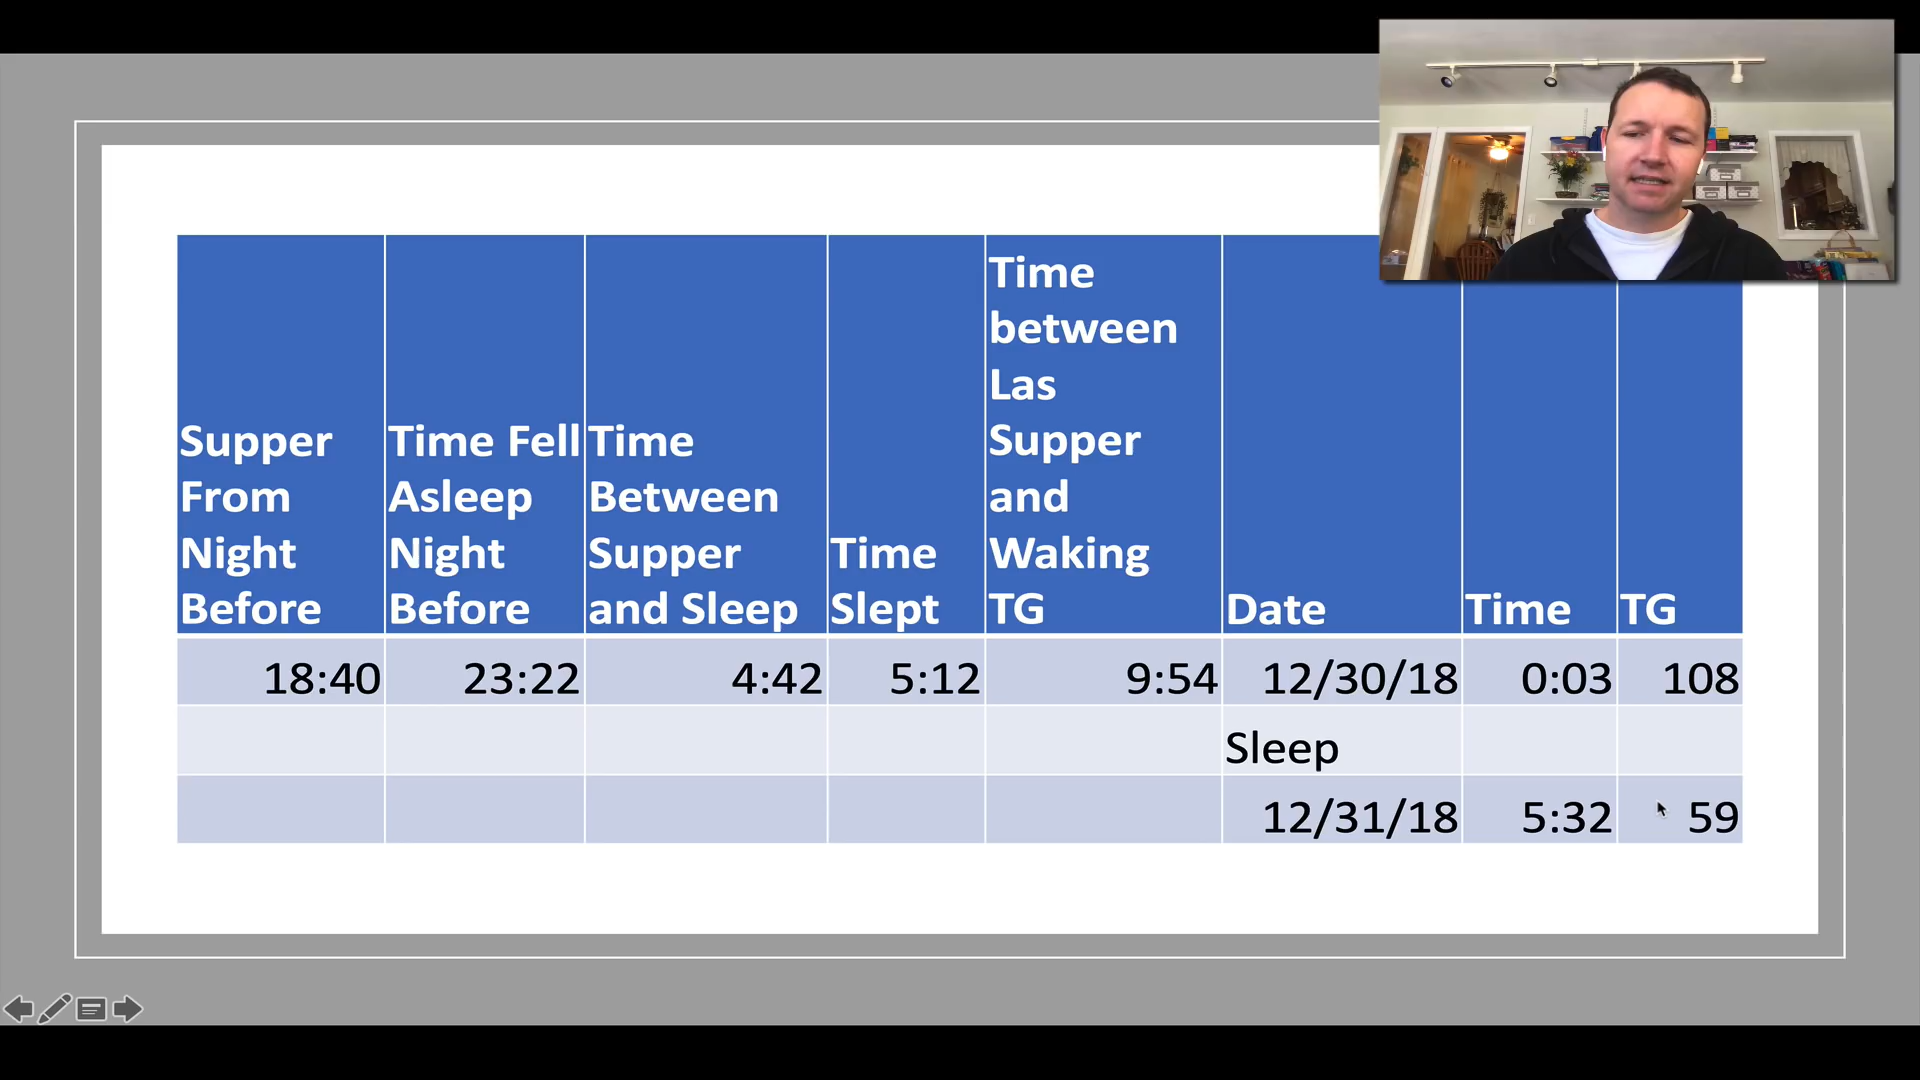 Supper From Night Before
Time Fell Asleep Night Before
Time Between Supper and Sleep
Time Slept
Time between Las Supper and Waking TG
Date
Time
TG
18:40 23:22 4:42 5:12 9:54 12/30/18 0:03 108
Sleep
12/31/18 5:32 59